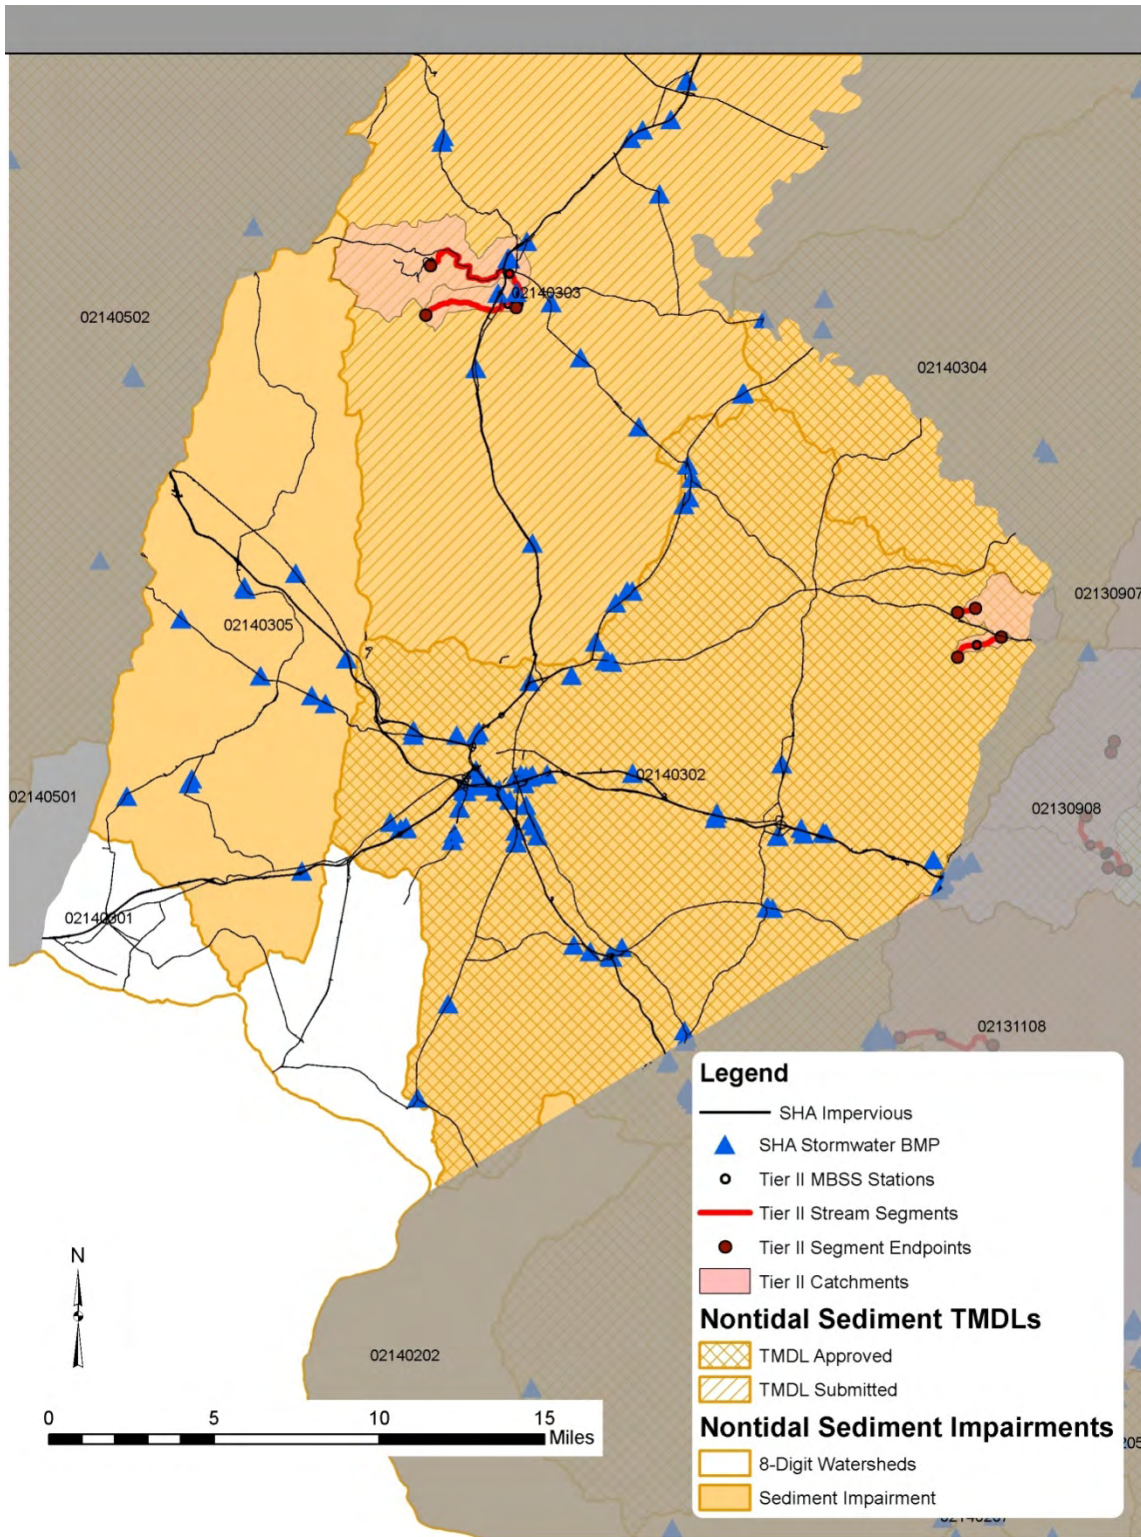 02140303
02140502
02140304
02130907
02140305
02140302
02140501
02130908
02140301
02131108
Legend
SHA Impervious
SHA Stormwater BMP
Tier II MBSS Stations
Tier II Stream Segments
Tier II Segment Endpoints
Tier II Catchments
Nontidal Sediment TMDLs
TMDL Approved
TMDL Submitted
Nontidal Sediment Impairments
8-Digit Watersheds
Sediment Impairment
N
02140202
0 5 10 15
Miles
205